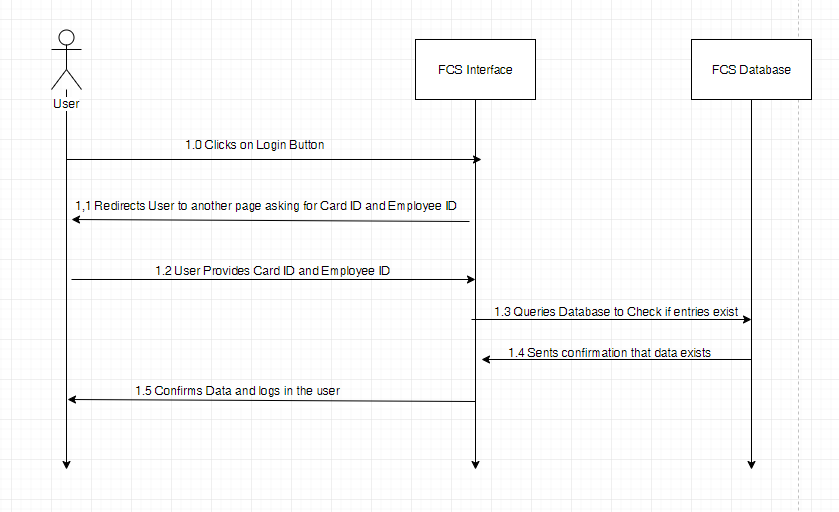 User
FCS Interface
FCS Database
1.0 Clicks on Login Button
1,1 Redirects User to another page asking for Card ID and Employee ID
1.2 User Provides Card ID and Employee ID
1.3 Queries Database to Check if entries exist
1.4 Sents confirmation that data exists
1.5 Confirms Data and logs in the user